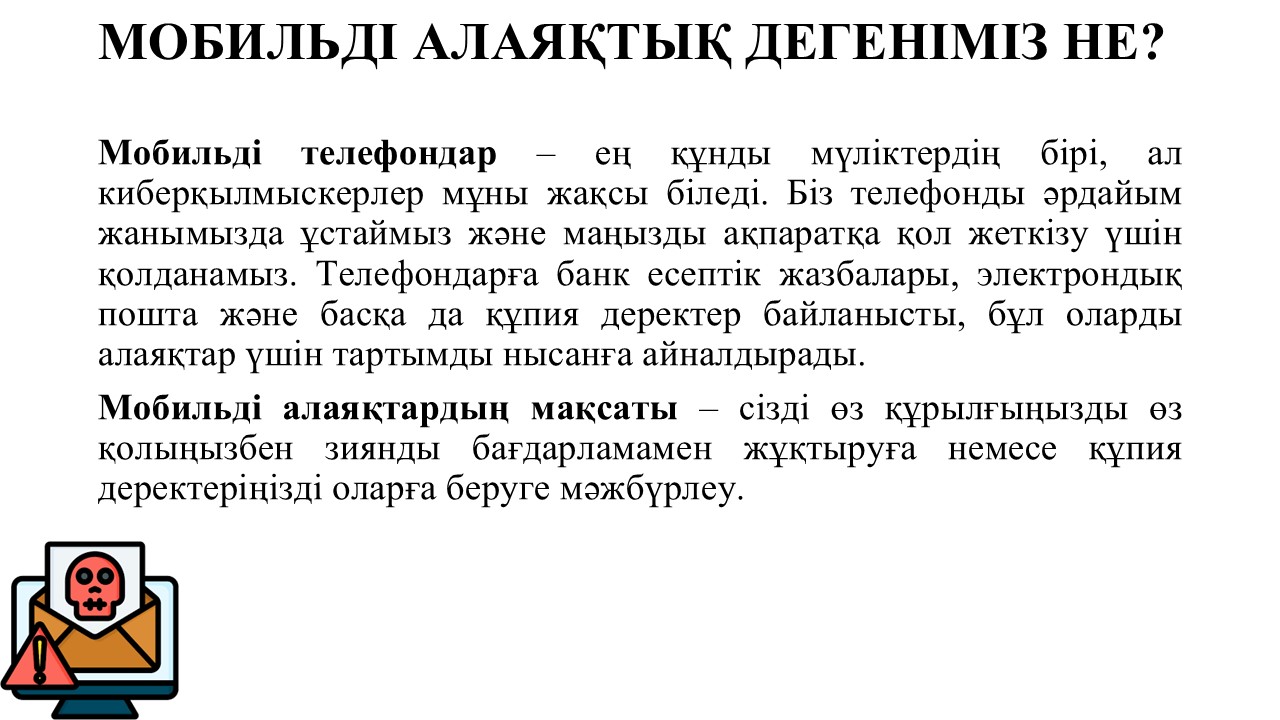 МОБИЛЬДІ АЛАЯҚТЫҚ ДЕГЕНІМІЗ НЕ?
Мобильді телефондар – ең құнды мүліктердің бірі, ал
киберқылмыскерлер мұны жақсы біледі. Біз телефонды әрдайым
жанымызда ұстаймыз және маңызды ақпаратқа қол жеткізу үшін
қолданамыз. Телефондарға банк есептік жазбалары, электрондық
пошта және басқа да құпия деректер байланысты, бұл оларды
алаяқтар үшін тартымды нысанға айналдырады.
Мобильді алаяқтардың мақсаты – сізді өз құрылғыңызды өз
қолыңызбен зиянды бағдарламамен жұқтыруға немесе құпия
деректеріңізді оларға беруге мәжбүрлеу.